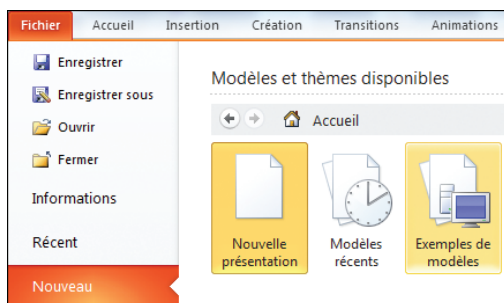 Fichier Accueil Insertion Création Transitions Animations
Enregistrer
Enregistrer sous
Ouvrir
Fermer
Informations
Récent
Nouveau
Modèles et thèmes disponibles
Accueil
Nouvelle présentation
Modèles récents
Exemples de modèles